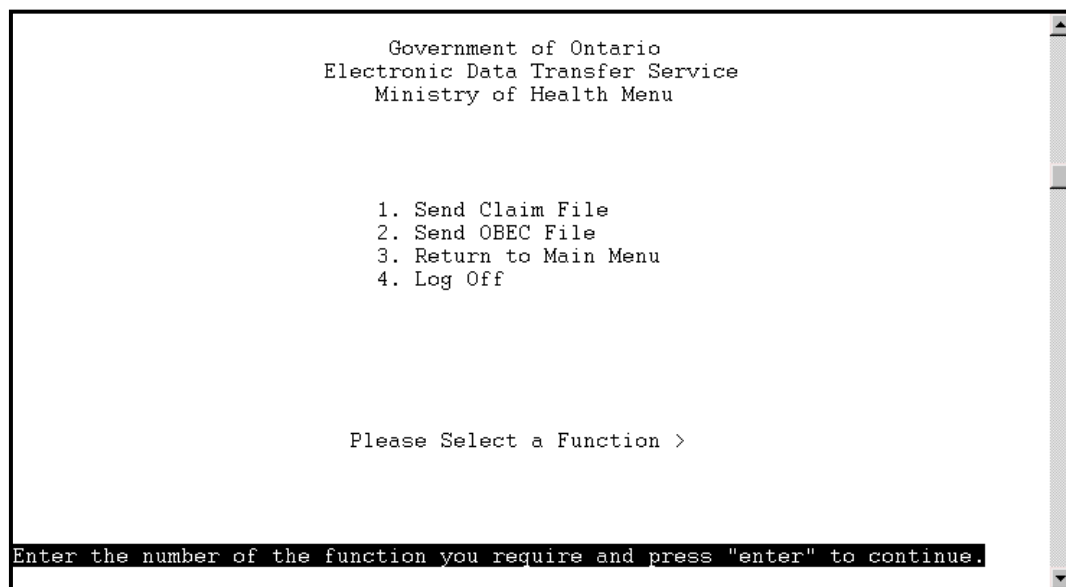 Government of Ontario
Electronic Data Transfer Service
Ministry of Health Menu
1. Send Claim File
2. Send OBEC File
3. Return to Main Menu
4. Log Off
Please Select a Function >
Enter the number of the function you require and press "enter" to continue.